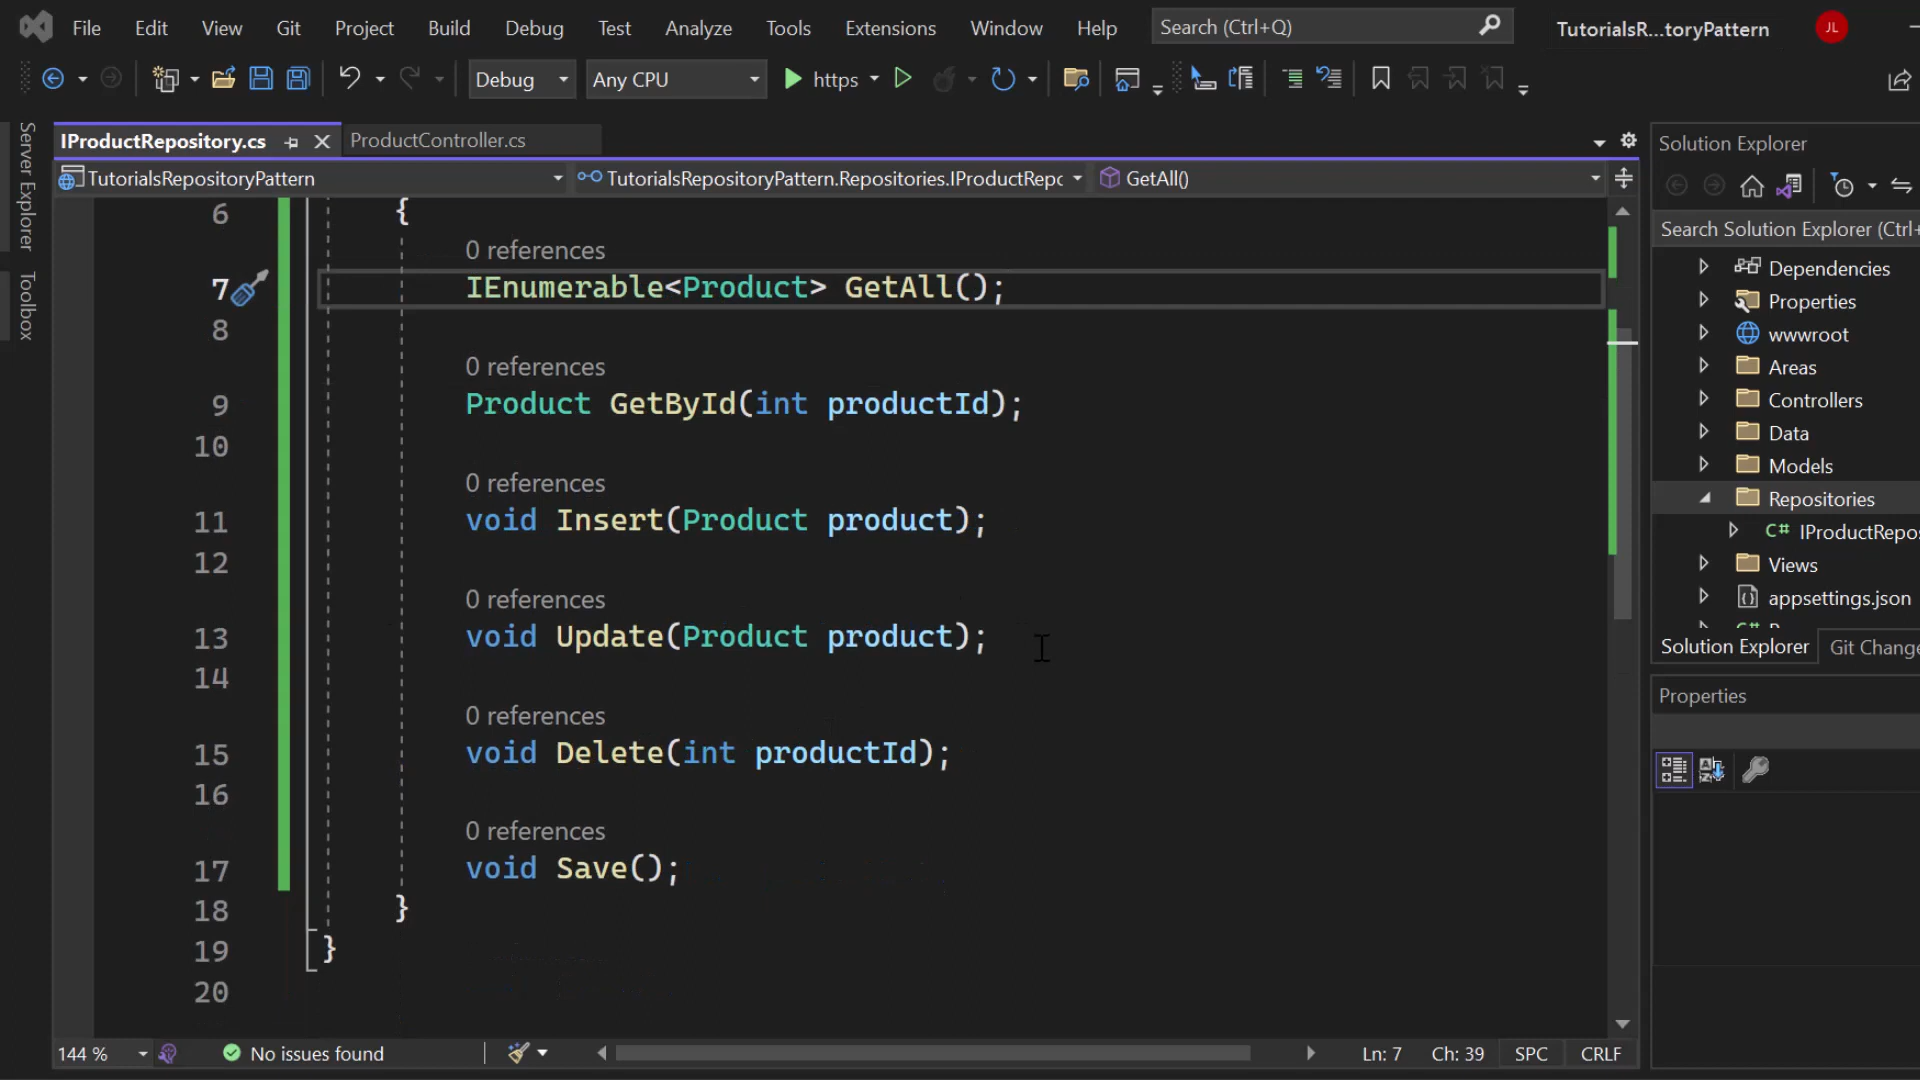 File Edit View Git Project Build Debug Test Analyze Tools Extensions Window Help Search (Ctrl+Q) TutorialsR...toryPattern JL
Debug Any CPU https
Server Explorer
Toolbox
IProductRepository.cs ProductController.cs
TutorialsRepositoryPattern TutorialsRepositoryPattern.Repositories.IProductRepo GetAll()
6 {
0 references
7 IEnumerable<Product> GetAll();
8
0 references
9 Product GetById(int productId);
10
0 references
11 void Insert(Product product);
12
0 references
13 void Update(Product product);
14
0 references
15 void Delete(int productId);
16
0 references
17 void Save();
18 }
19 }
20
144 % No issues found Ln: 7 Ch: 39 SPC CRLF
Solution Explorer
Search Solution Explorer (Ctrl+
Dependencies
Properties
wwwroot
Areas
Controllers
Data
Models
Repositories
C# IProductRepos
Views
appsettings.json
Solution Explorer Git Change
Properties